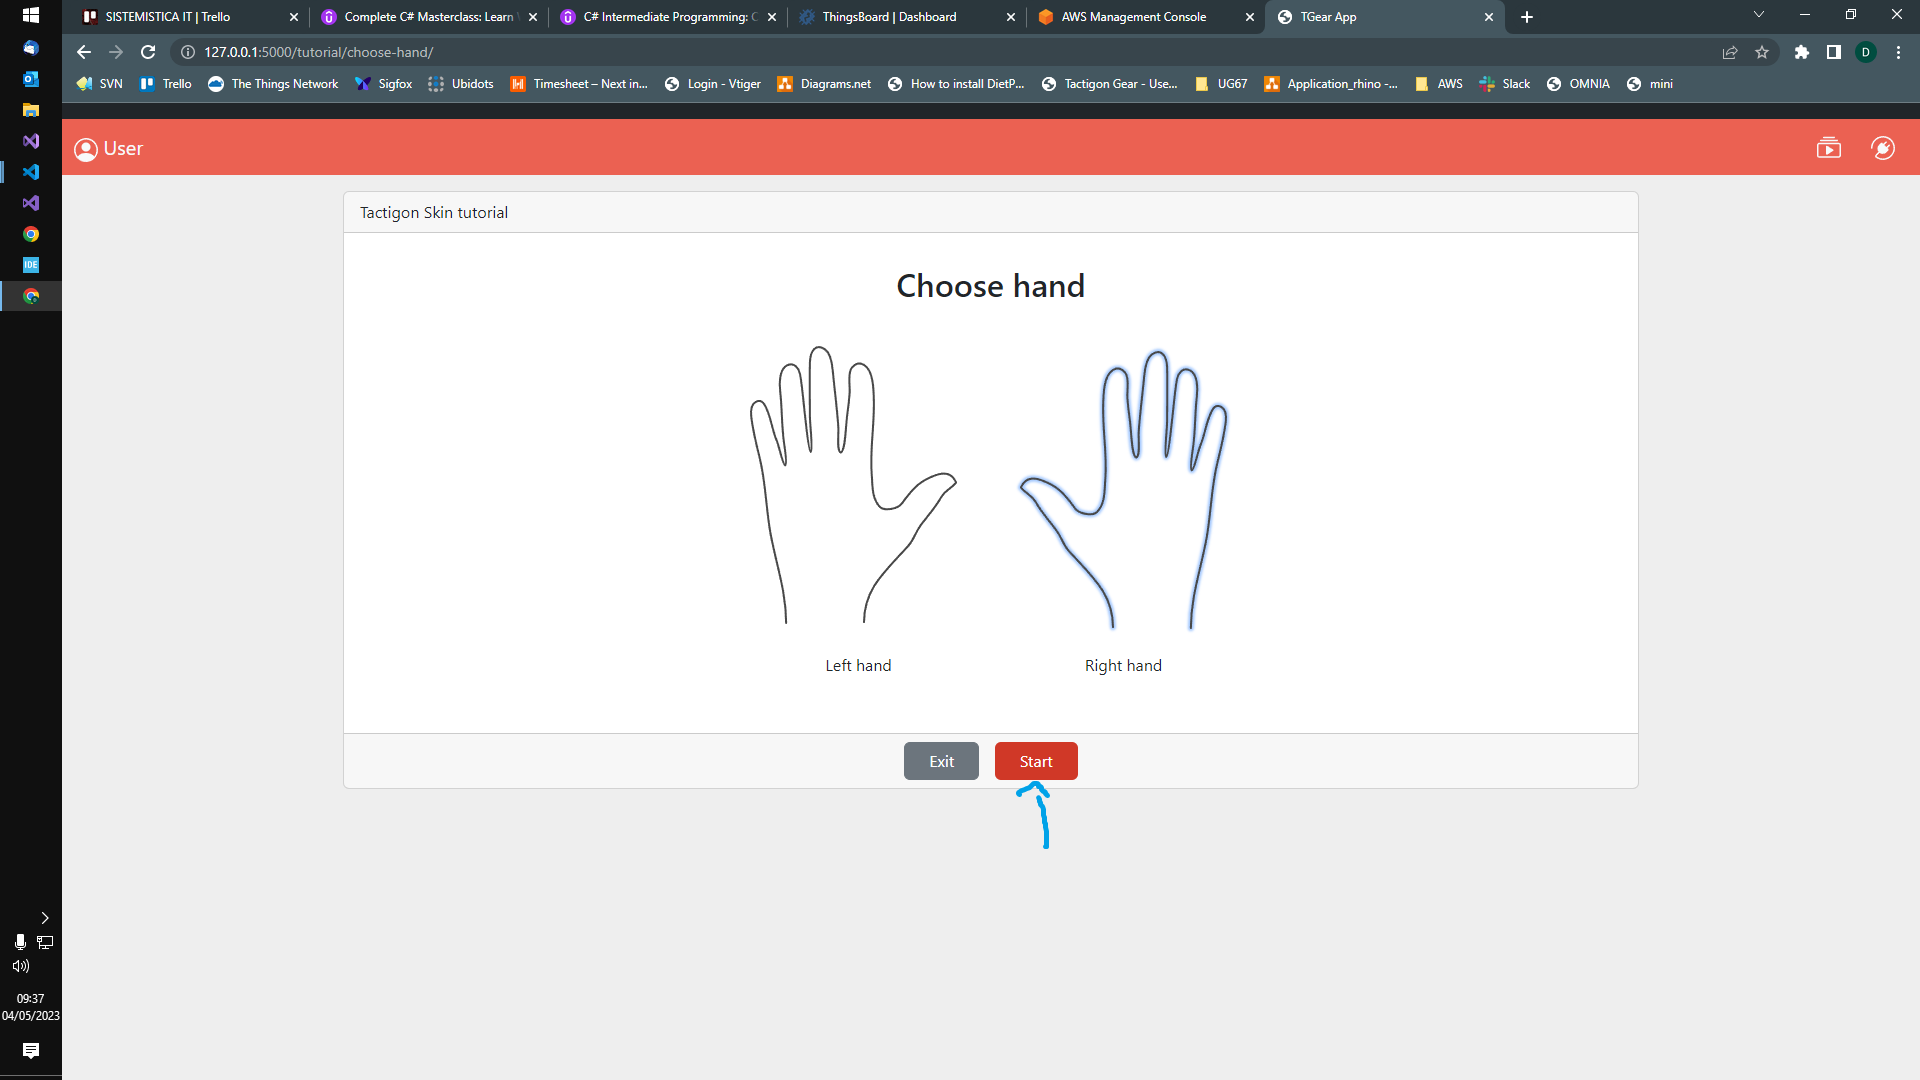 SISTEMISTICA IT | Trello
Complete C# Masterclass: Learn
C# Intermediate Programming: C
ThingsBoard | Dashboard
AWS Management Console
TGear App
127.0.0.1:5000/tutorial/choose-hand/
D
SVN
Trello
The Things Network
Sigfox
Ubidots
Timesheet – Next in...
Login - Vtiger
Diagrams.net
How to install DietP...
Tactigon Gear - Use...
UG67
Application_rhino -...
AWS
Slack
OMNIA
mini
IDE
User
Tactigon Skin tutorial
Choose hand
Left hand
Right hand
Exit
Start
09:37
04/05/2023